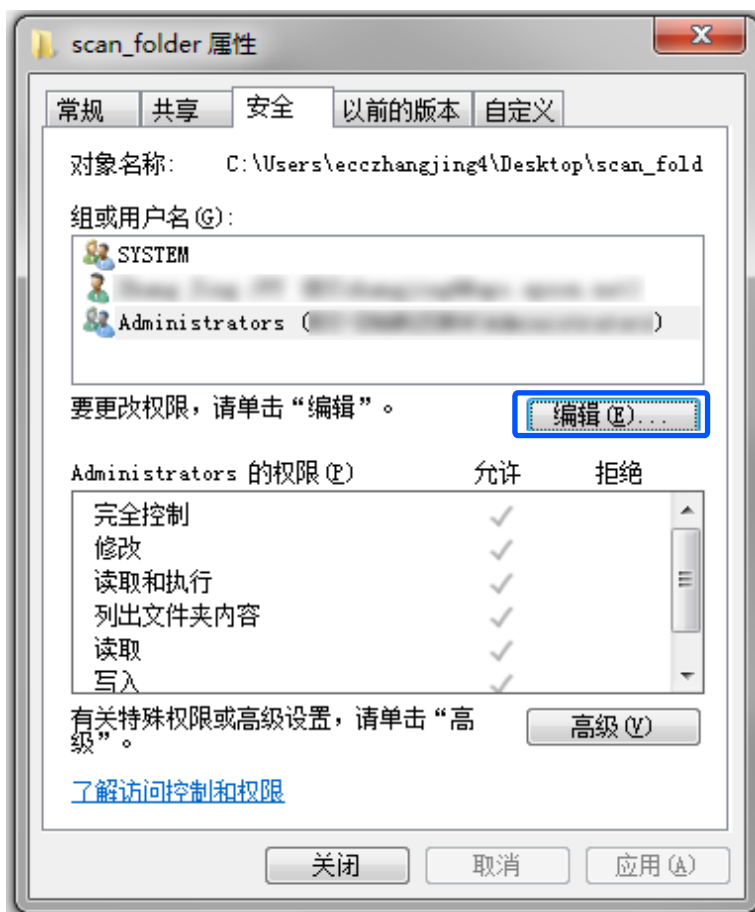 scan_folder 属性
常规 共享 安全 以前的版本 自定义
对象名称: C:\Users\ecczhangjing4\Desktop\scan_fold
组或用户名(G):
SYSTEM
Administrators ( )
要更改权限，请单击“编辑”。
编辑(E)...
Administrators 的权限(P) 允许 拒绝
完全控制
修改
读取和执行
列出文件夹内容
读取
写入
有关特殊权限或高级设置，请单击“高
级”。
高级(V)
了解访问控制和权限
关闭 取消 应用(A)